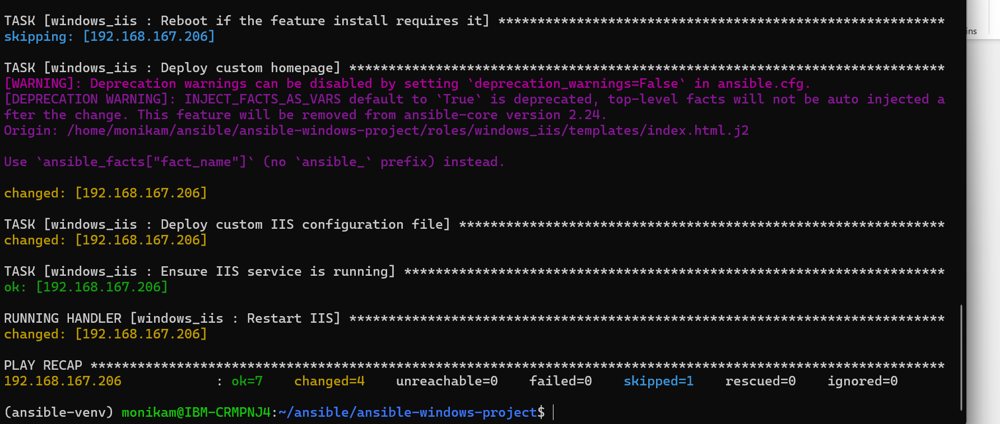 TASK [windows_iis : Reboot if the feature install requires it] *********************************************************
skipping: [192.168.167.206]
ins
TASK [windows_iis : Deploy custom homepage] ****************************************************************************
[WARNING]: Deprecation warnings can be disabled by setting `deprecation_warnings=False` in ansible.cfg.
[DEPRECATION WARNING]: INJECT_FACTS_AS_VARS default to `True` is deprecated, top-level facts will not be auto injected a
fter the change. This feature will be removed from ansible-core version 2.24.
Origin: /home/monikam/ansible/ansible-windows-project/roles/windows_iis/templates/index.html.j2
Use `ansible_facts["fact_name"]` (no `ansible_` prefix) instead.
changed: [192.168.167.206]
TASK [windows_iis : Deploy custom IIS configuration file] **************************************************************
changed: [192.168.167.206]
TASK [windows_iis : Ensure IIS service is running] *********************************************************************
ok: [192.168.167.206]
RUNNING HANDLER [windows_iis : Restart IIS] ****************************************************************************
changed: [192.168.167.206]
PLAY RECAP *************************************************************************************************************
192.168.167.206            : ok=7    changed=4    unreachable=0    failed=0    skipped=1    rescued=0    ignored=0
(ansible-venv) monikam@IBM-CRMPNJ4:~/ansible/ansible-windows-project$